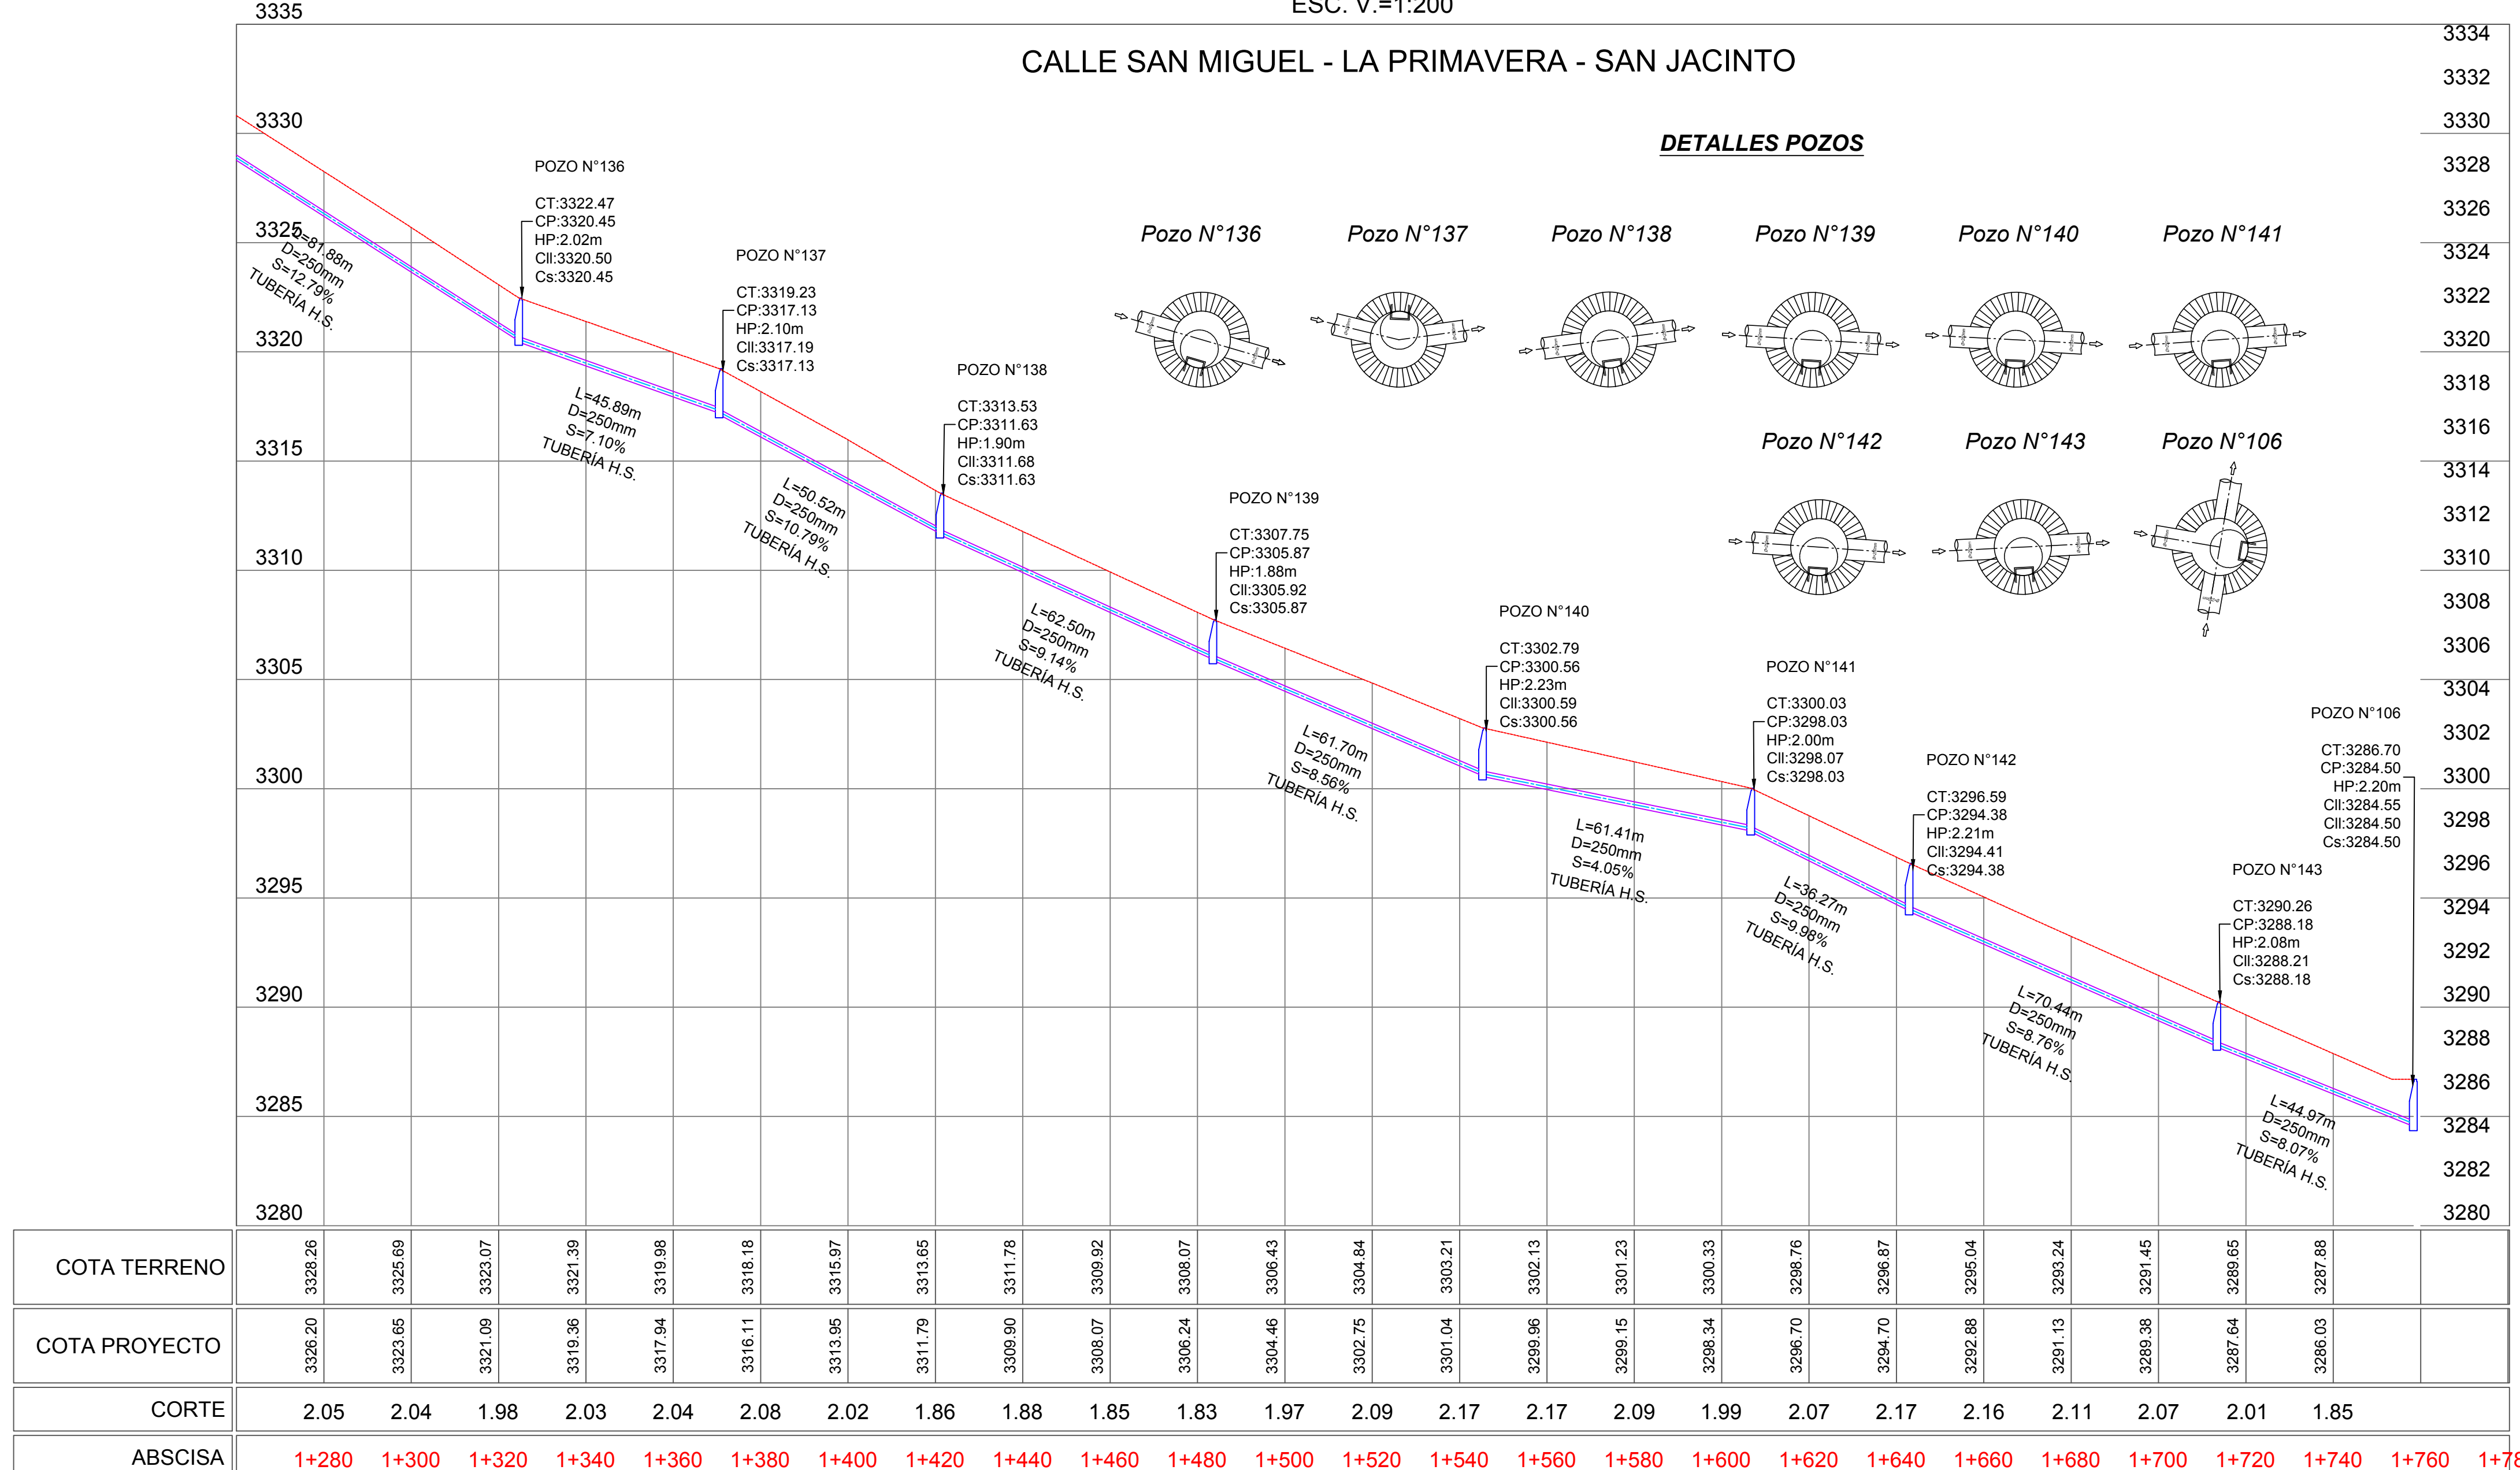 ESC. V.=1:200
CALLE SAN MIGUEL - LA PRIMAVERA - SAN JACINTO
DETALLES POZOS
3335
3330
3325
3320
3315
3310
3305
3300
3295
3290
3285
3280
3334
3332
3330
3328
3326
3324
3322
3320
3318
3316
3314
3312
3310
3308
3306
3304
3302
3300
3298
3296
3294
3292
3290
3288
3286
3284
3282
3280
Pozo N°136
Pozo N°137
Pozo N°138
Pozo N°139
Pozo N°140
Pozo N°141
Pozo N°142
Pozo N°143
Pozo N°106
L=81.88m
D=250mm
S=12.79%
TUBERÍA H.S.
POZO N°136
CT:3322.47
CP:3320.45
HP:2.02m
Cll:3320.50
Cs:3320.45
L=45.89m
D=250mm
S=7.10%
TUBERÍA H.S.
POZO N°137
CT:3319.23
CP:3317.13
HP:2.10m
Cll:3317.19
Cs:3317.13
L=50.52m
D=250mm
S=10.79%
TUBERÍA H.S.
POZO N°138
CT:3313.53
CP:3311.63
HP:1.90m
Cll:3311.68
Cs:3311.63
L=62.50m
D=250mm
S=9.14%
TUBERÍA H.S.
POZO N°139
CT:3307.75
CP:3305.87
HP:1.88m
Cll:3305.92
Cs:3305.87
L=61.70m
D=250mm
S=8.56%
TUBERÍA H.S.
POZO N°140
CT:3302.79
CP:3300.56
HP:2.23m
Cll:3300.59
Cs:3300.56
L=61.41m
D=250mm
S=4.05%
TUBERÍA H.S.
POZO N°141
CT:3300.03
CP:3298.03
HP:2.00m
Cll:3298.07
Cs:3298.03
L=36.27m
D=250mm
S=9.98%
TUBERÍA H.S.
POZO N°142
CT:3296.59
CP:3294.38
HP:2.21m
Cll:3294.41
Cs:3294.38
L=70.44m
D=250mm
S=8.76%
TUBERÍA H.S.
POZO N°143
CT:3290.26
CP:3288.18
HP:2.08m
Cll:3288.21
Cs:3288.18
L=44.97m
D=250mm
S=8.07%
TUBERÍA H.S.
POZO N°106
CT:3286.70
CP:3284.50
HP:2.20m
Cll:3284.55
Cll:3284.50
Cs:3284.50
COTA TERRENO 3328.26 3325.69 3323.07 3321.39 3319.98 3318.18 3315.97 3313.65 3311.78 3309.92 3308.07 3306.43 3304.84 3303.21 3302.13 3301.23 3300.33 3298.76 3296.87 3295.04 3293.24 3291.45 3289.65 3287.88
COTA PROYECTO 3326.20 3323.65 3321.09 3319.36 3317.94 3316.11 3313.95 3311.79 3309.90 3308.07 3306.24 3304.46 3302.75 3301.04 3299.96 3299.15 3298.34 3296.70 3294.70 3292.88 3291.13 3289.38 3287.64 3286.03
CORTE 2.05 2.04 1.98 2.03 2.04 2.08 2.02 1.86 1.88 1.85 1.83 1.97 2.09 2.17 2.17 2.09 1.99 2.07 2.17 2.16 2.11 2.07 2.01 1.85
ABSCISA 1+280 1+300 1+320 1+340 1+360 1+380 1+400 1+420 1+440 1+460 1+480 1+500 1+520 1+540 1+560 1+580 1+600 1+620 1+640 1+660 1+680 1+700 1+720 1+740 1+760